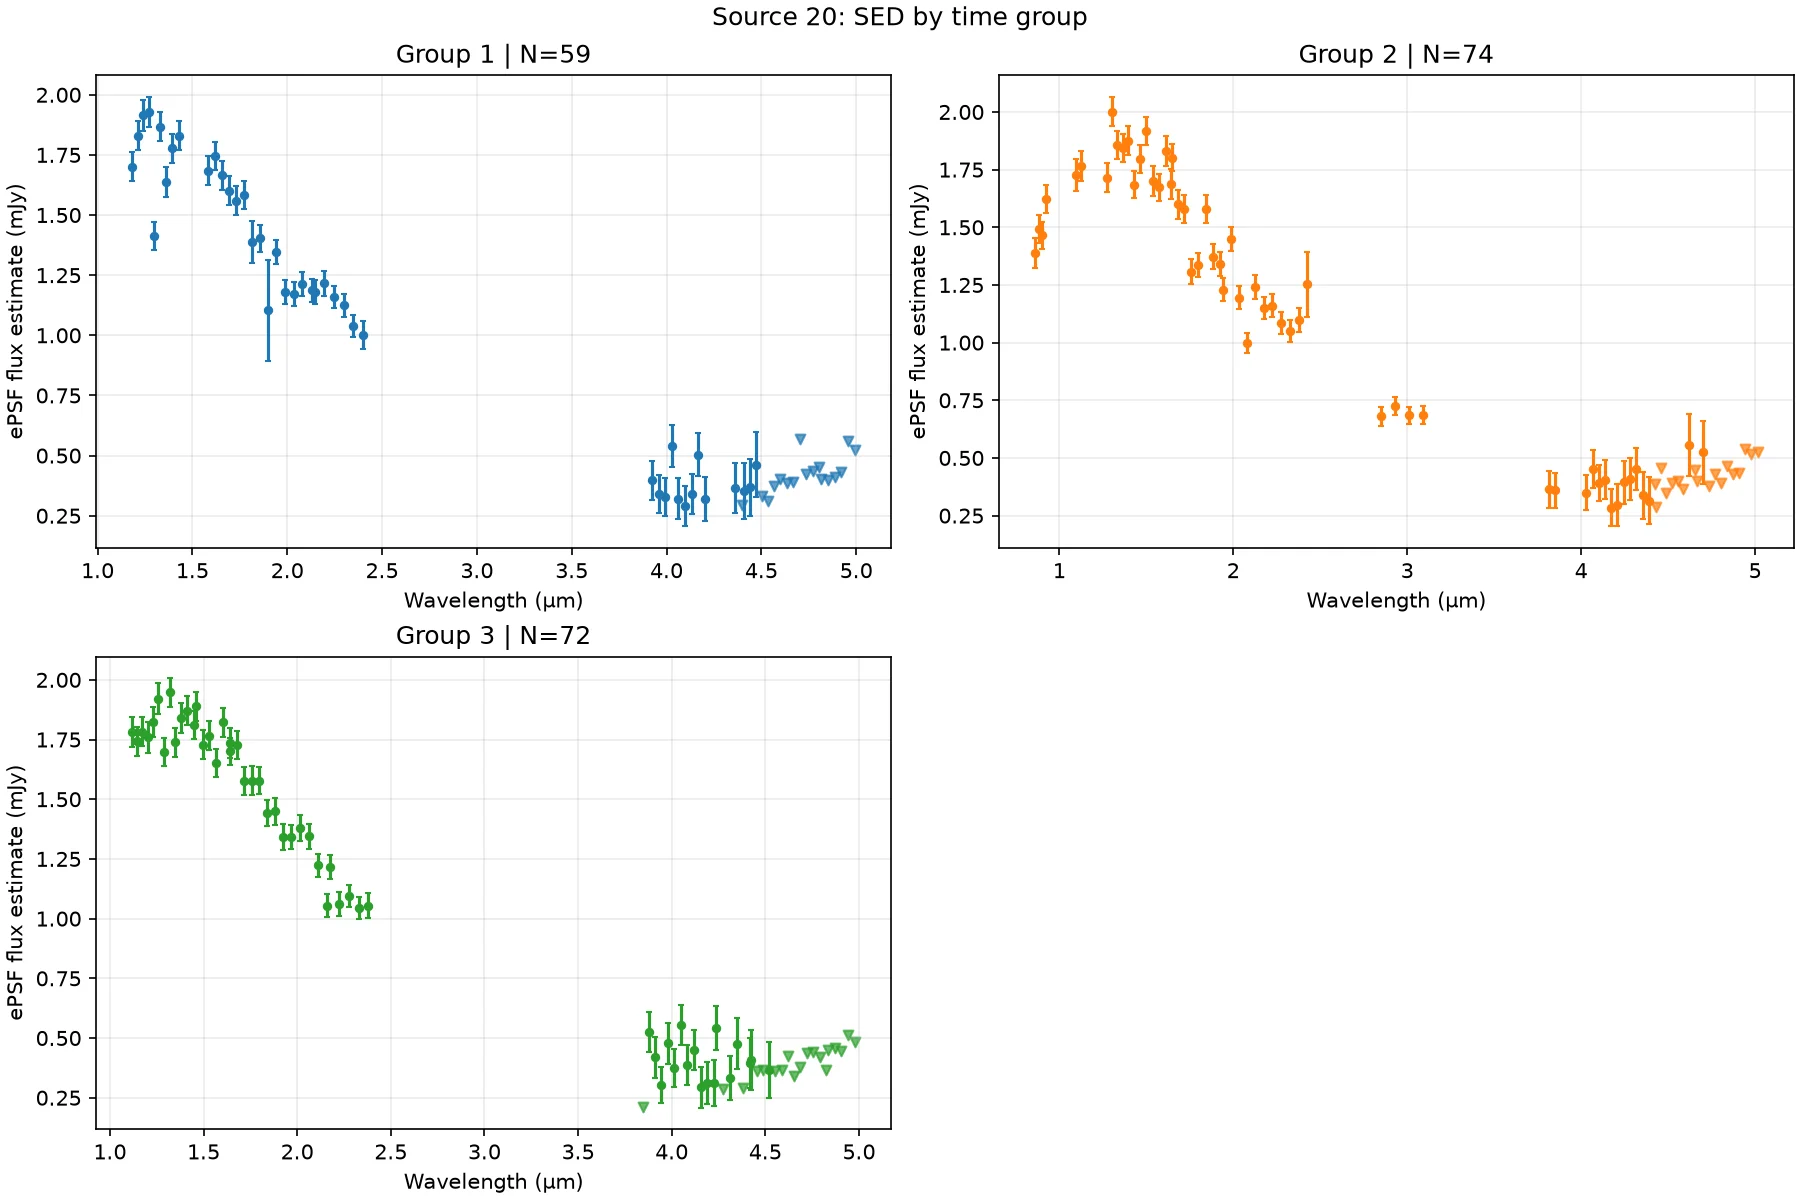 Source 20: SED by time group
Group 1 | N=59
ePSF flux estimate (mJy)
2.00
1.75
1.50
1.25
1.00
0.75
0.50
0.25
1.0 1.5 2.0 2.5 3.0 3.5 4.0 4.5 5.0
Wavelength (μm)
Group 2 | N=74
ePSF flux estimate (mJy)
2.00
1.75
1.50
1.25
1.00
0.75
0.50
0.25
1 2 3 4 5
Wavelength (μm)
Group 3 | N=72
ePSF flux estimate (mJy)
2.00
1.75
1.50
1.25
1.00
0.75
0.50
0.25
1.0 1.5 2.0 2.5 3.0 3.5 4.0 4.5 5.0
Wavelength (μm)